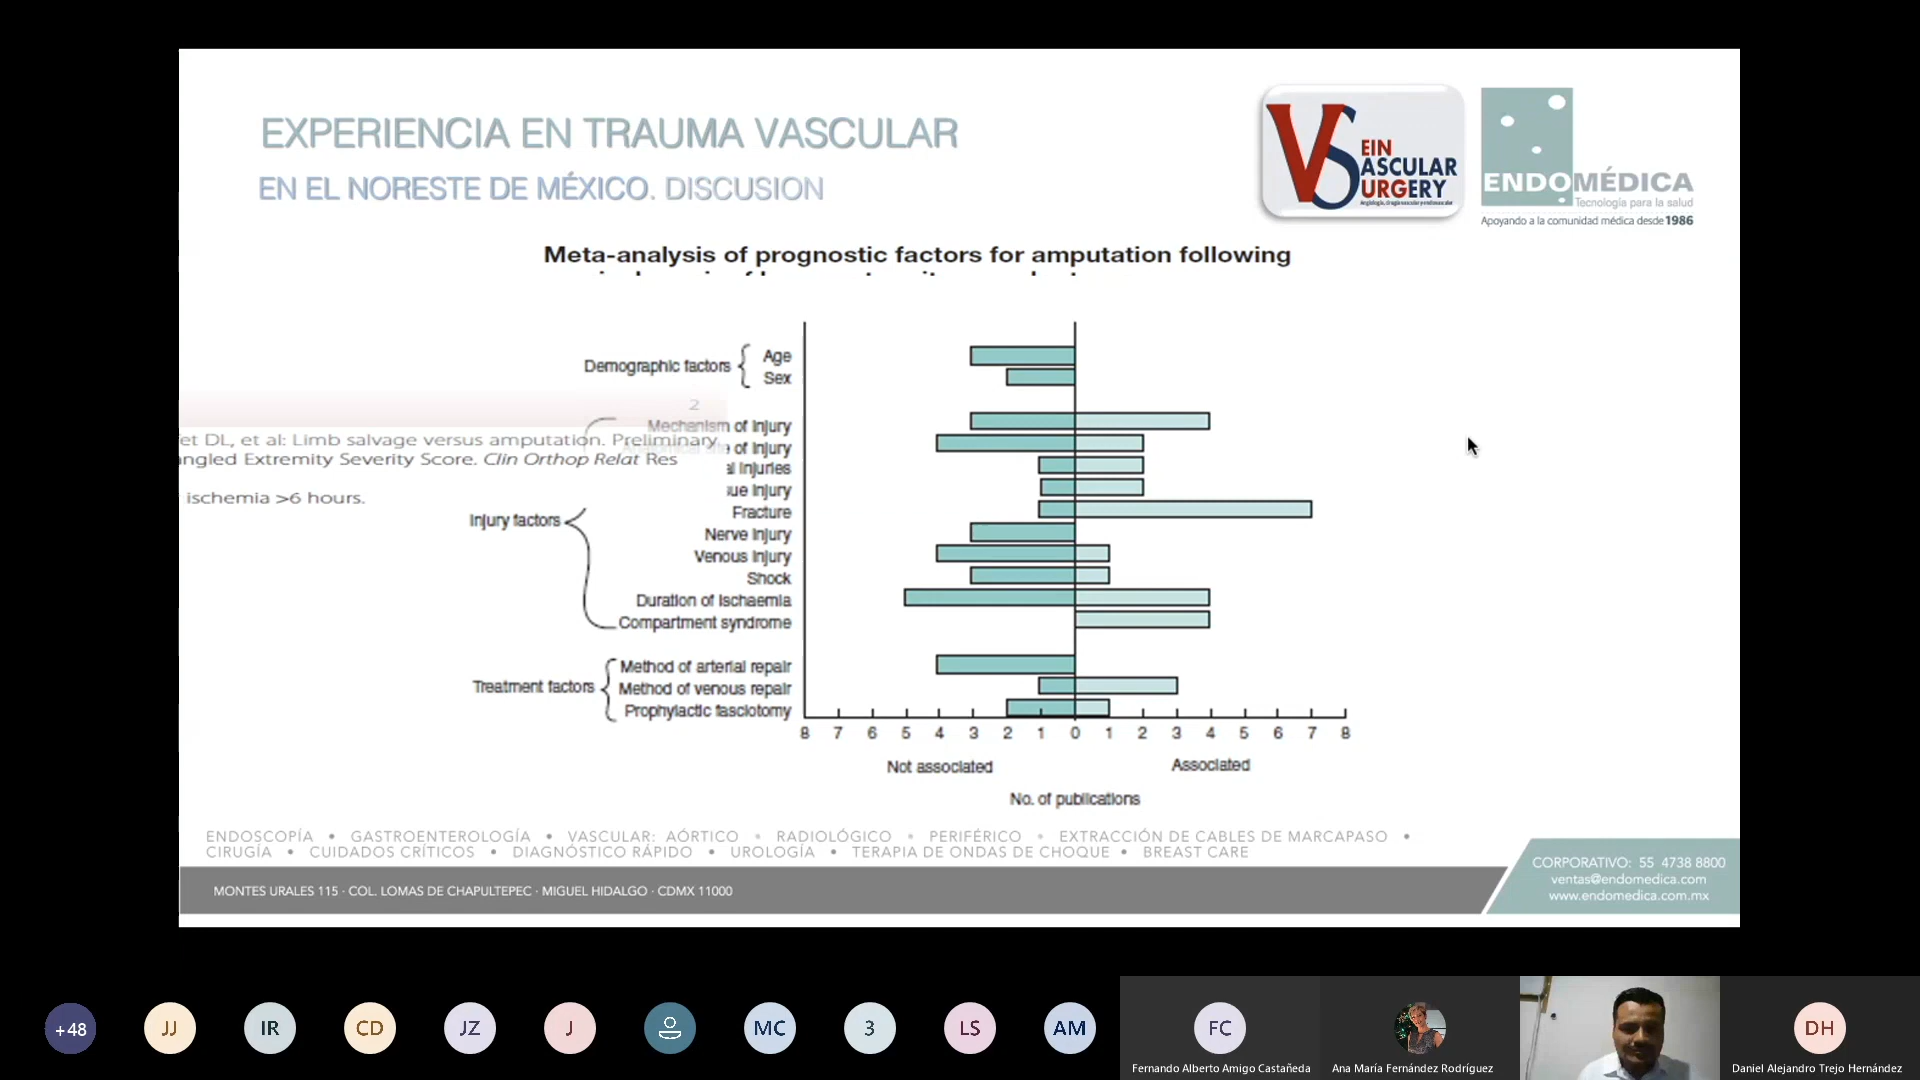 EXPERIENCIA EN TRAUMA VASCULAR
EN EL NORESTE DE MÉXICO. DISCUSION
VS
EIN
ASCULAR
URGERY
ENDOMÉDICA
Tecnología para la salud
Apoyando a la comunidad médica desde 1986
Meta-analysis of prognostic factors for amputation following
Demographic factors
Age
Sex
2
Mechanism of injury
et DL, et al: Limb salvage versus amputation. Preliminary
of injury
ngled Extremity Severity Score. Clin Orthop Relat Res
injuries
ischemia >6 hours.
injury
Injury factors
Fracture
Nerve injury
Venous injury
Shock
Duration of ischaemia
Compartment syndrome
Treatment factors
Method of arterial repair
Method of venous repair
Prophylactic fasciotomy
8 7 6 5 4 3 2 1 0 1 2 3 4 5 6 7 8
Not associated
Associated
No. of publications
ENDOSCOPÍA • GASTROENTEROLOGÍA • VASCULAR: AÓRTICO • RADIOLÓGICO • PERIFÉRICO • EXTRACCIÓN DE CABLES DE MARCAPASO •
CIRUGÍA • CUIDADOS CRÍTICOS • DIAGNÓSTICO RÁPIDO • UROLOGÍA • TERAPIA DE ONDAS DE CHOQUE • BREAST CARE
MONTES URALES 115 · COL. LOMAS DE CHAPULTEPEC · MIGUEL HIDALGO · CDMX 11000
CORPORATIVO: 55 4738 8800
ventas@endomedica.com
www.endomedica.com.mx
+48
JJ
IR
CD
JZ
J
MC
3
LS
AM
FC
DH
Fernando Alberto Amigo Castañeda
Ana María Fernández Rodríguez
Daniel Alejandro Trejo Hernández